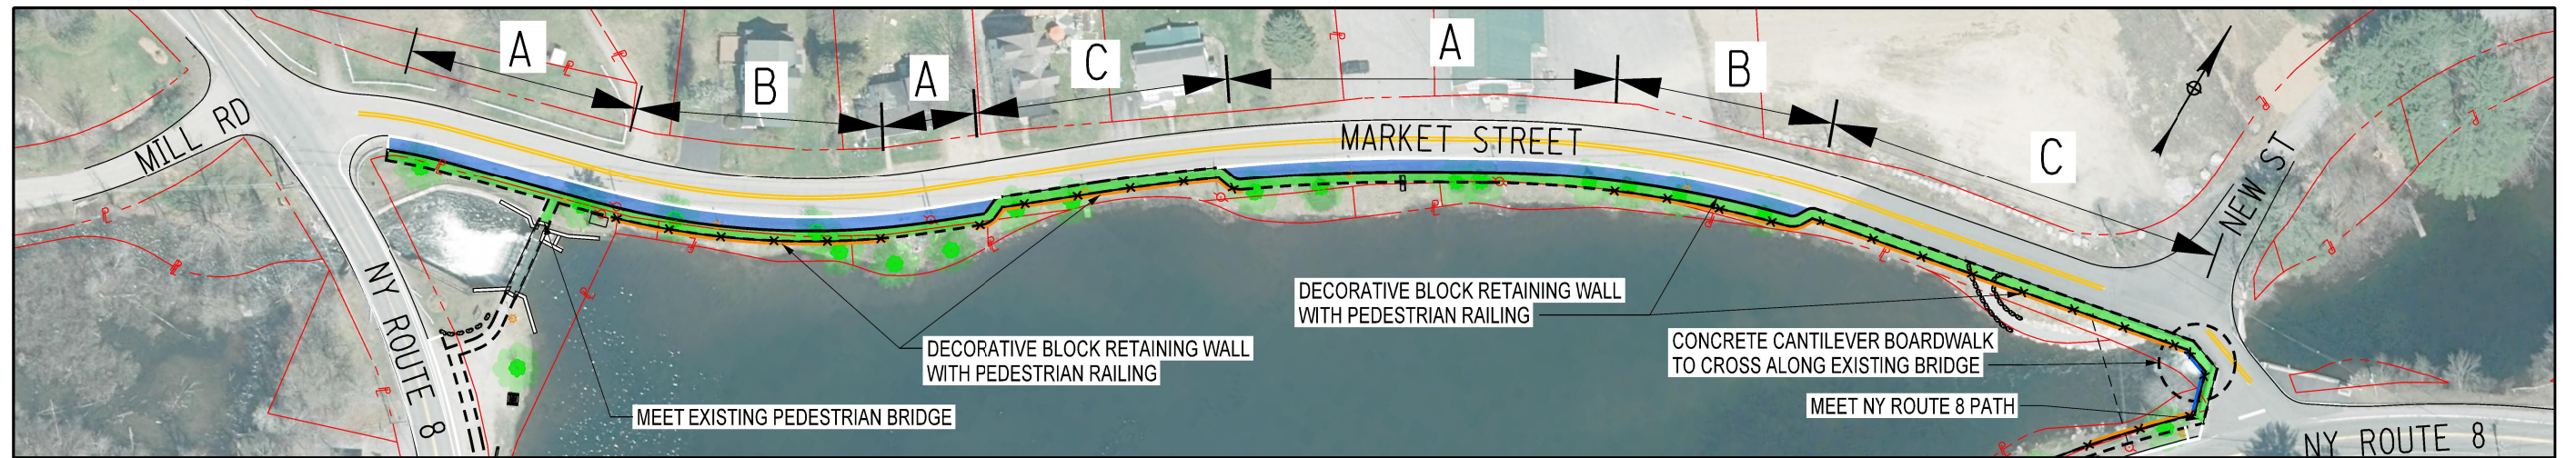 A
B
A
C
A
B
C
MILL RD
MARKET STREET
NEW ST
NY ROUTE 8
DECORATIVE BLOCK RETAINING WALL
WITH PEDESTRIAN RAILING
DECORATIVE BLOCK RETAINING WALL
WITH PEDESTRIAN RAILING
CONCRETE CANTILEVER BOARDWALK
TO CROSS ALONG EXISTING BRIDGE
MEET EXISTING PEDESTRIAN BRIDGE
MEET NY ROUTE 8 PATH
NY ROUTE 8